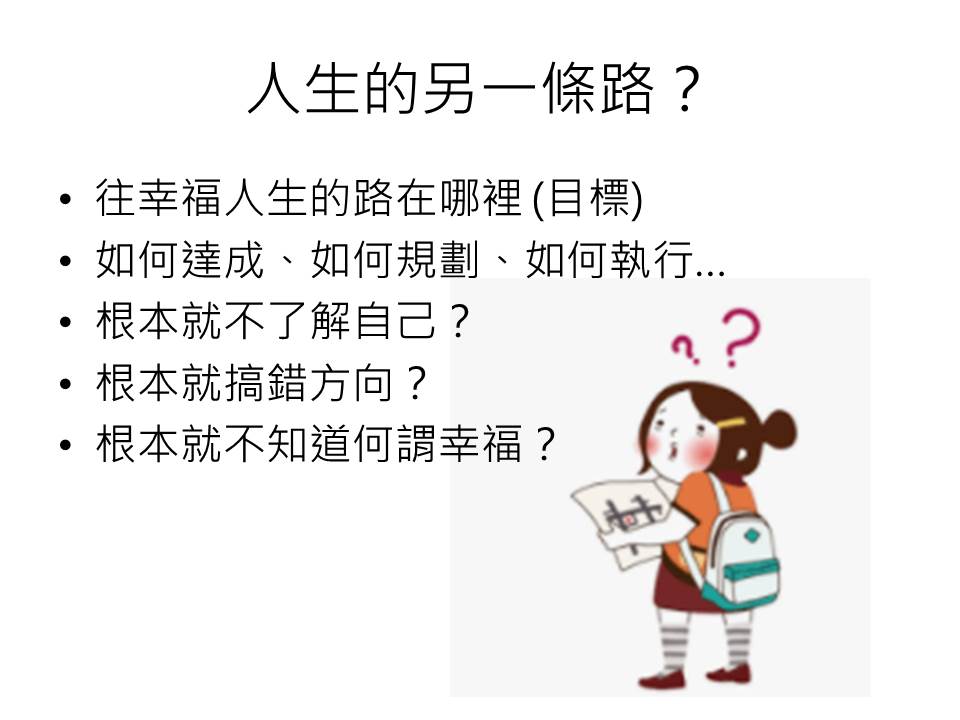 人生的另一條路？
• 往幸福人生的路在哪裡 (目標)
• 如何達成、如何規劃、如何執行...
• 根本就不了解自己？
• 根本就搞錯方向？
• 根本就不知道何謂幸福？
? ?